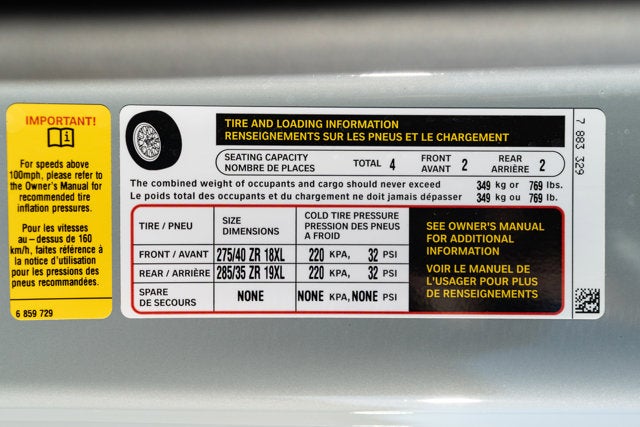 IMPORTANT!
For speeds above
100mph, please refer to
the Owner's Manual for
recommended tire
inflation pressures.
Pour les vitesses
au-dessus de 160
km/h, faites référence à
la notice d'utilisation
pour les pressions des
pneus recommandées.
6 859 729
TIRE AND LOADING INFORMATION
RENSEIGNEMENTS SUR LES PNEUS ET LE CHARGEMENT
SEATING CAPACITY
NOMBRE DE PLACES
TOTAL 4
FRONT
AVANT 2
REAR
ARRIÈRE 2
The combined weight of occupants and cargo should never exceed 349 kg or 769 lbs.
Le poids total des occupants et du chargement ne doit jamais dépasser 349 kg ou 769 lb.
TIRE / PNEU
SIZE
DIMENSIONS
COLD TIRE PRESSURE
PRESSION DES PNEUS
A FROID
FRONT / AVANT 275/40 ZR 18XL 220 KPA, 32 PSI
REAR / ARRIÈRE 285/35 ZR 19XL 220 KPA, 32 PSI
SPARE
DE SECOURS NONE NONE KPA, NONE PSI
SEE OWNER'S MANUAL
FOR ADDITIONAL
INFORMATION
VOIR LE MANUEL DE
L'USAGER POUR PLUS
DE RENSEIGNEMENTS
7 883 329